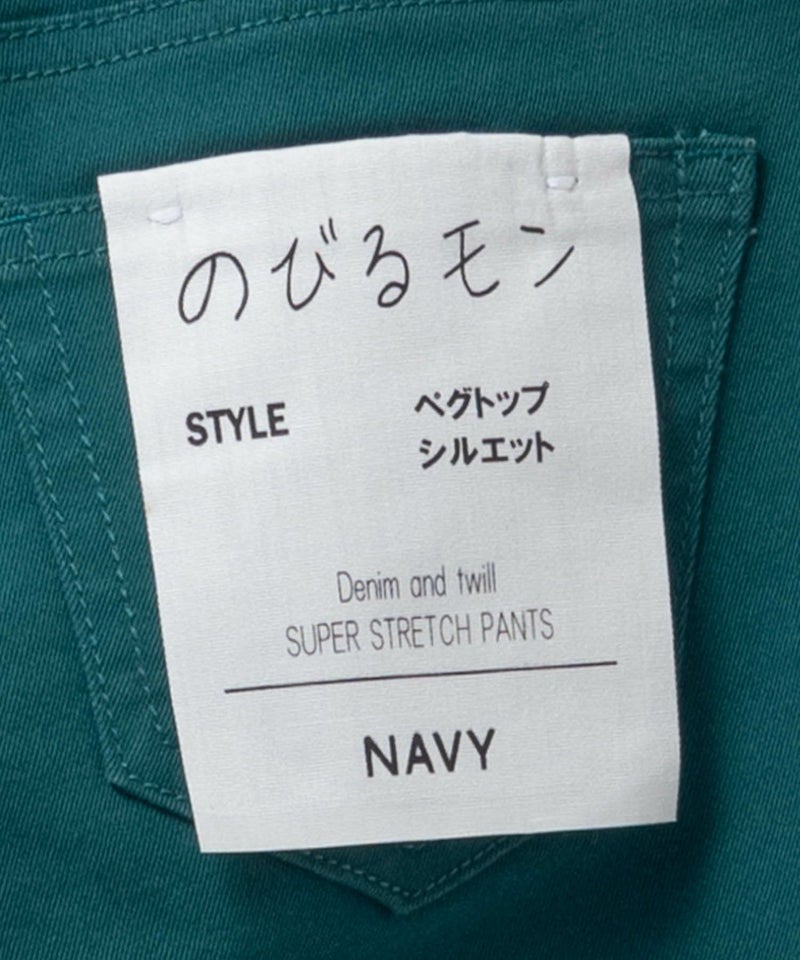 のびるモン
STYLE
ペグトップ
シルエット
Denim and twill
SUPER STRETCH PANTS
NAVY